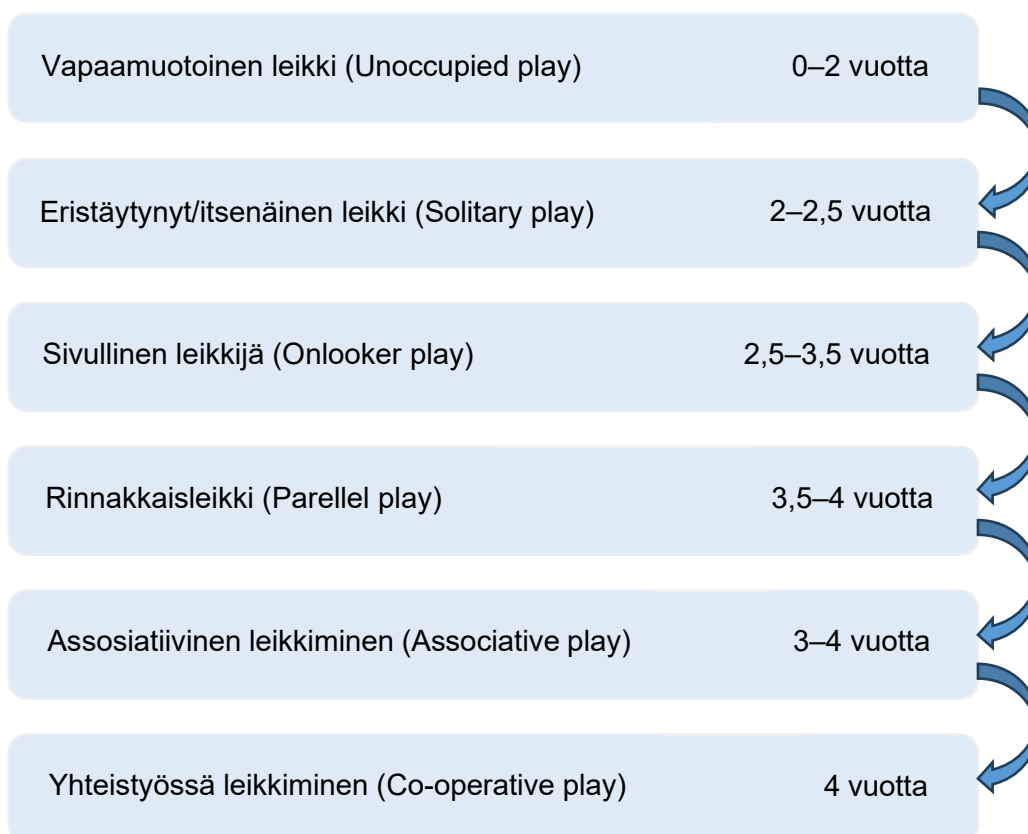 Vapaamuotoinen leikki (Unoccupied play) 0–2 vuotta
Eristäytynyt/itsenäinen leikki (Solitary play) 2–2,5 vuotta
Sivullinen leikkijä (Onlooker play) 2,5–3,5 vuotta
Rinnakkaisleikki (Parellel play) 3,5–4 vuotta
Assosiatiivinen leikkiminen (Associative play) 3–4 vuotta
Yhteistyössä leikkiminen (Co-operative play) 4 vuotta